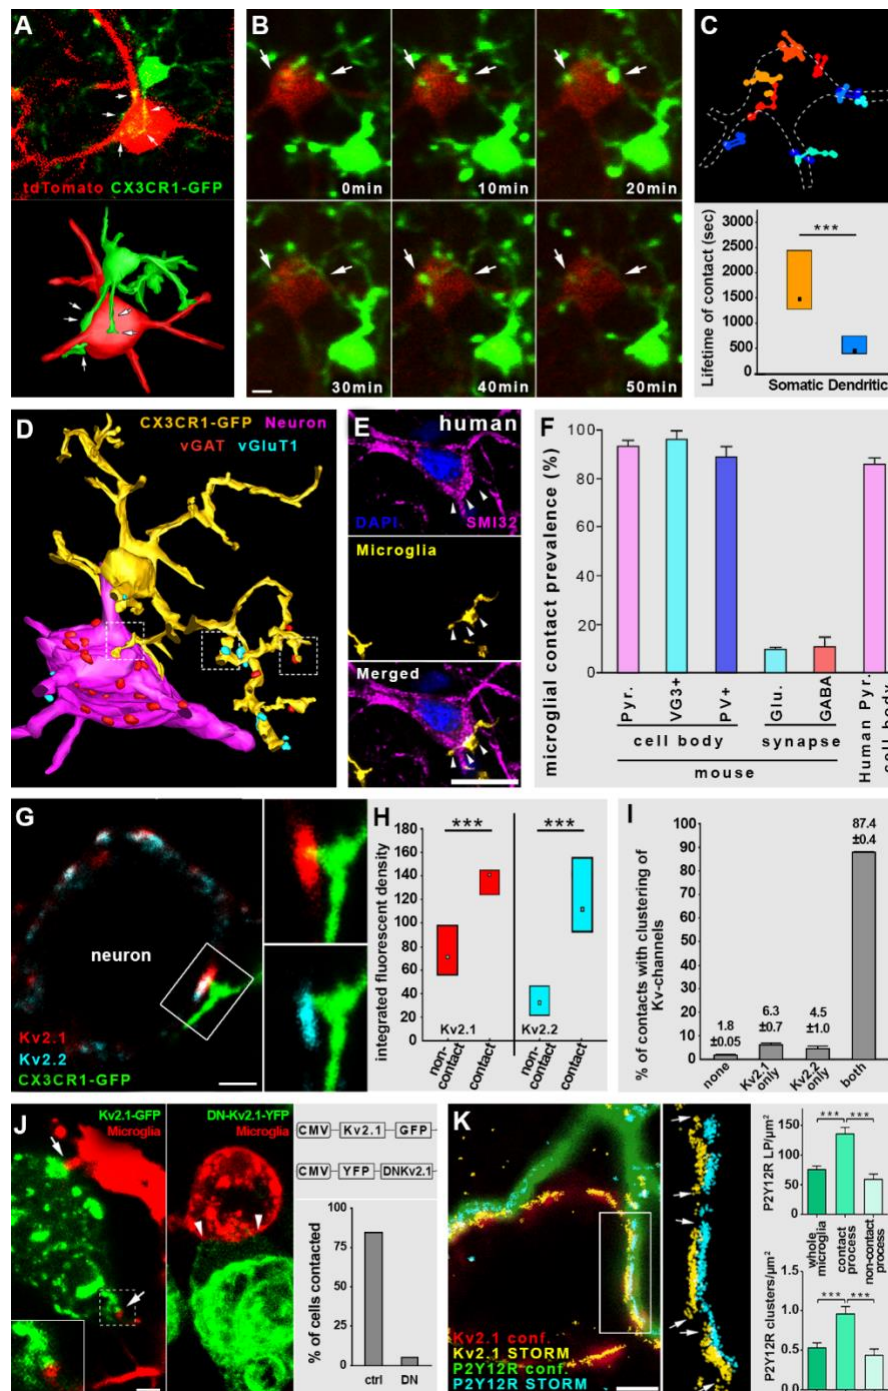 A
tdTomato CX3CR1-GFP
B
0min
10min
20min
30min
40min
50min
C
Lifetime of contact (sec)
3000
2500
2000
1500
1000
500
***
Somatic Dendritic
D
CX3CR1-GFP Neuron
vGAT vGluT1
E
human
DAPI SMI32
Microglia
Merged
F
microglial contact prevalence (%)
100
80
60
40
20
0
Pyr.
VG3+
PV+
Glu.
GABA
Human Pyr.
cell body
cell body
synapse
mouse
G
neuron
Kv2.1
Kv2.2
CX3CR1-GFP
H
integrated fluorescent density
180
160
140
120
100
80
60
40
20
0
***
***
Kv2.1
Kv2.2
non-
contact
contact
non-
contact
contact
I
% of contacts with clustering of
Kv-channels
100
90
80
70
60
50
40
30
20
10
0
1.8
±0.05
6.3
±0.7
4.5
±1.0
87.4
±0.4
none
Kv2.1
only
Kv2.2
only
both
J
Kv2.1-GFP
Microglia
DN-Kv2.1-YFP
Microglia
CMV Kv2.1 GFP
CMV YFP DNKv2.1
% of cells contacted
100
75
50
25
0
ctrl
DN
K
Kv2.1 conf.
Kv2.1 STORM
P2Y12R conf.
P2Y12R STORM
P2Y12R LP/µm²
150
100
50
0
*** ***
whole
microglia
contact
process
non-contact
process
P2Y12R clusters/µm²
1.5
1.0
0.5
0.0
*** ***